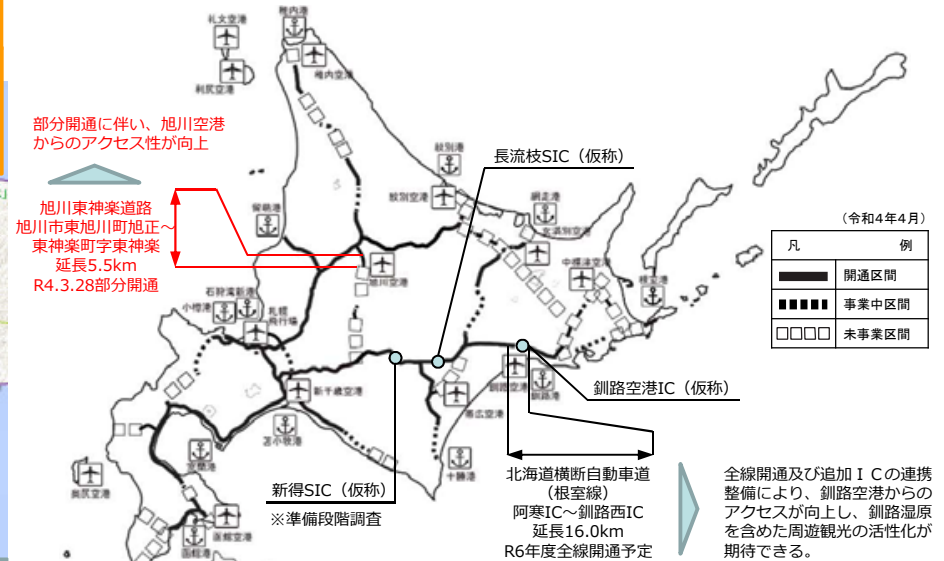 礼文空港
稚内港
稚内空港
利尻空港
部分開通に伴い、旭川空港
からのアクセス性が向上
旭川東神楽道路
旭川市東旭川町旭正～
東神楽町字東神楽
延長5.5km
R4.3.28部分開通
紋別港
紋別空港
長流枝SIC（仮称）
網走港
女満別空港
中標津空港
根室港
留萌港
旭川空港
石狩湾新港
小樽港
札幌
飛行場
（令和4年4月）
凡　例
開通区間
事業中区間
未事業区間
新千歳空港
帯広空港
釧路空港
釧路港
釧路空港IC（仮称）
苫小牧港
室蘭港
十勝港
奥尻空港
函館港
函館空港
新得SIC（仮称）
※準備段階調査
北海道横断自動車道
（根室線）
阿寒IC～釧路西IC
延長16.0km
R6年度全線開通予定
全線開通及び追加ＩＣの連携
整備により、釧路空港からの
アクセスが向上し、釧路湿原
を含めた周遊観光の活性化が
期待できる。